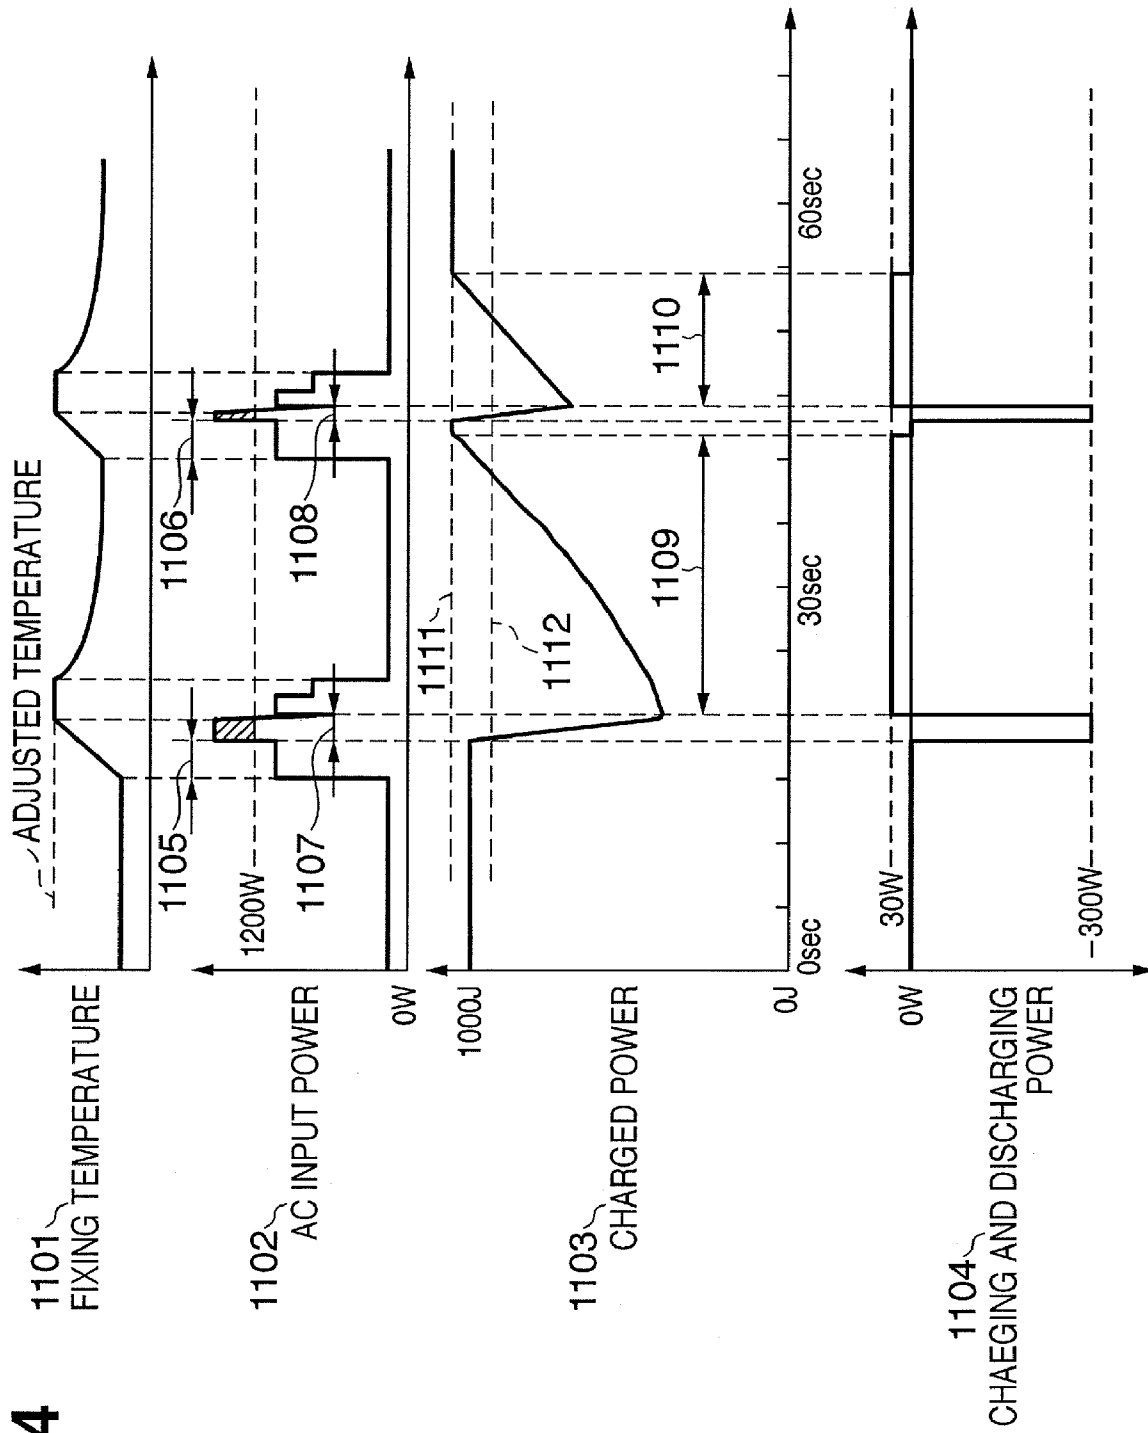 4
ADJUSTED TEMPERATURE
1101
FIXING TEMPERATURE
1105
1106
1102
AC INPUT POWER
1200W
0W
1107
1108
1103
CHARGED POWER
1000J
0J
1111
1112
1109
1110
0sec
30sec
60sec
1104
CHAEGING AND DISCHARGING
POWER
30W
0W
-300W